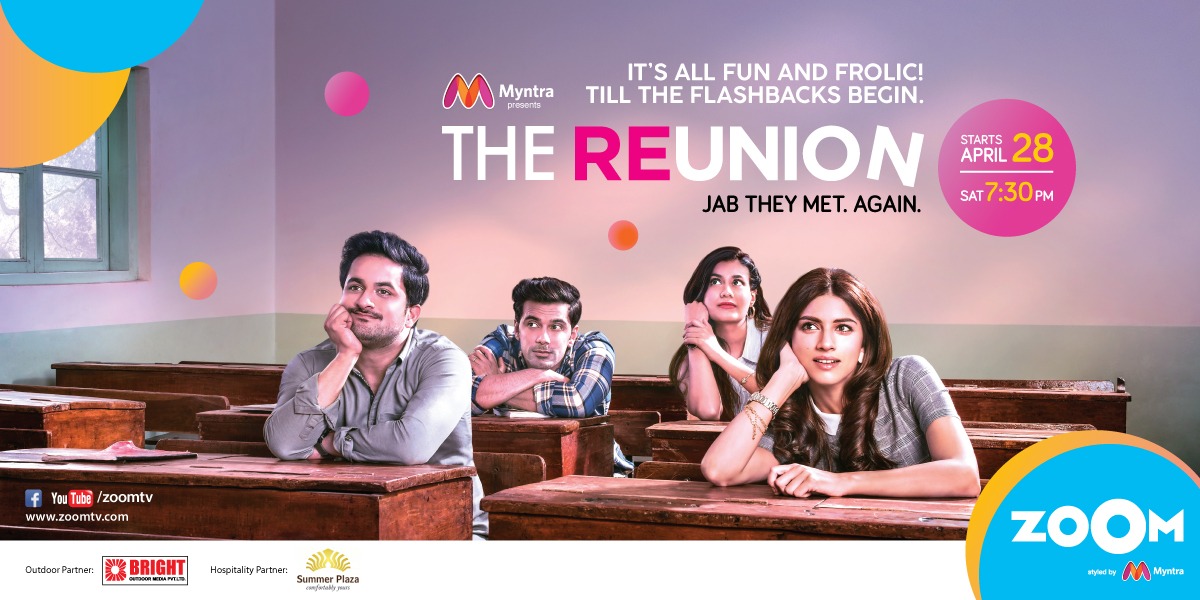 Myntra
presents
IT'S ALL FUN AND FROLIC!
TILL THE FLASHBACKS BEGIN.
THE REUNION
JAB THEY MET. AGAIN.
STARTS
APRIL 28
SAT 7:30 PM
f YouTube /zoomtv
www.zoomtv.com
Outdoor Partner:
BRIGHT
OUTDOOR MEDIA PVT.LTD.
Hospitality Partner:
Summer Plaza
comfortably yours
ZOOM
styled by Myntra